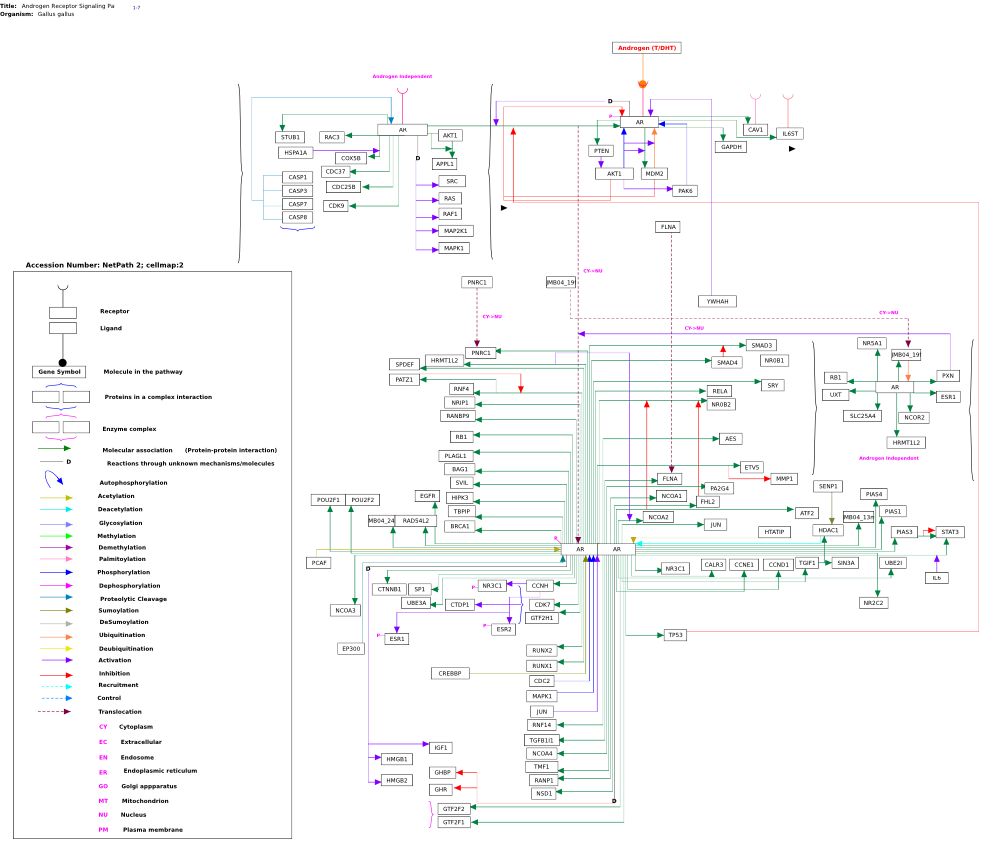 Title: Androgen Receptor Signaling Pa
1-7
Organism: Gallus gallus
Androgen (T/DHT)
Androgen Independent
D
P
AR
AR
CAV1
IL6ST
STUB1
RAC3
AKT1
GAPDH
HSPA1A
COX5B
D
APPL1
PTEN
CDC37
AKT1
MDM2
CASP1
CASP3
CASP7
CASP8
CDC25B
CDK9
SRC
RAS
RAF1
MAP2K1
MAPK1
PAK6
FLNA
Accession Number: NetPath 2; cellmap:2
CY->NU
PNRC1
JMB04_19!
YWHAH
CY->NU
CY->NU
CY->NU
Receptor
Ligand
Gene Symbol Molecule in the pathway
Proteins in a complex interaction
Enzyme complex
Molecular association (Protein-protein interaction)
D Reactions through unknown mechanisms/molecules
Autophosphorylation
Acetylation
Deacetylation
Glycosylation
Methylation
Demethylation
Palmitoylation
Phosphorylation
Dephosphorylation
Proteolytic Cleavage
Sumoylation
DeSumoylation
Ubiquitination
Deubiquitination
Activation
Inhibition
Recruitment
Control
Translocation
CY Cytoplasm
EC Extracellular
EN Endosome
ER Endoplasmic reticulum
GO Golgi appparatus
MT Mitochondrion
NU Nucleus
PM Plasma membrane
PNRC1
HRMT1L2
SPDEF
PATZ1
RNF4
NRIP1
RANBP9
RB1
PLAGL1
BAG1
SVIL
HIPK3
TBPIP
BRCA1
EGFR
POU2F1
POU2F2
JMB04_24
RAD54L2
SMAD3
SMAD4
NR0B1
SRY
RELA
NR0B2
AES
ETV5
MMP1
FLNA
PA2G4
NCOA1
FHL2
NCOA2
JUN
ATF2
HTATIP
NR5A1
JMB04_19!
RB1
PXN
AR
UXT
ESR1
SLC25A4
NCOR2
HRMT1L2
Androgen Independent
SENP1
PIAS4
PIAS1
JMB04_13n
HDAC1
PIAS3
STAT3
P
AR
AR
PCAF
D
NR3C1
CALR3
CCNE1
CCND1
TGIF1
SIN3A
UBE2I
IL6
NR2C2
TP53
CTNNB1
SP1
UBE3A
NR3C1
P
CCNH
CTDP1
CDK7
GTF2H1
NCOA3
P
ESR1
P
ESR2
EP300
RUNX2
RUNX1
CREBBP
CDC2
MAPK1
JUN
RNF14
TGFB1I1
NCOA4
TMF1
RANP1
NSD1
IGF1
HMGB1
HMGB2
GHBP
GHR
D
GTF2F2
GTF2F1